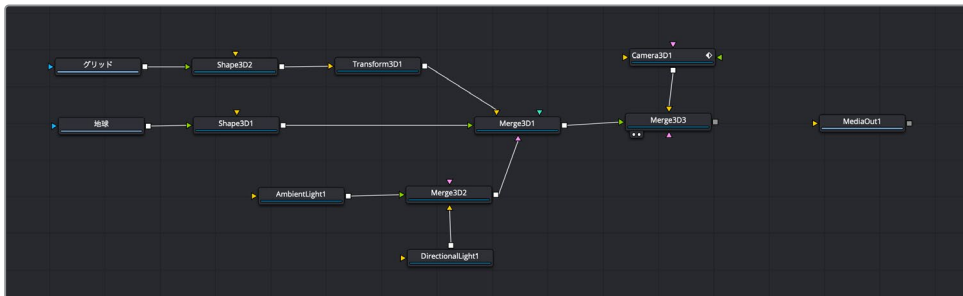 Camera3D1
グリッド
Shape3D2
Transform3D1
地球
Shape3D1
Merge3D1
Merge3D3
MediaOut1
AmbientLight1
Merge3D2
DirectionalLight1